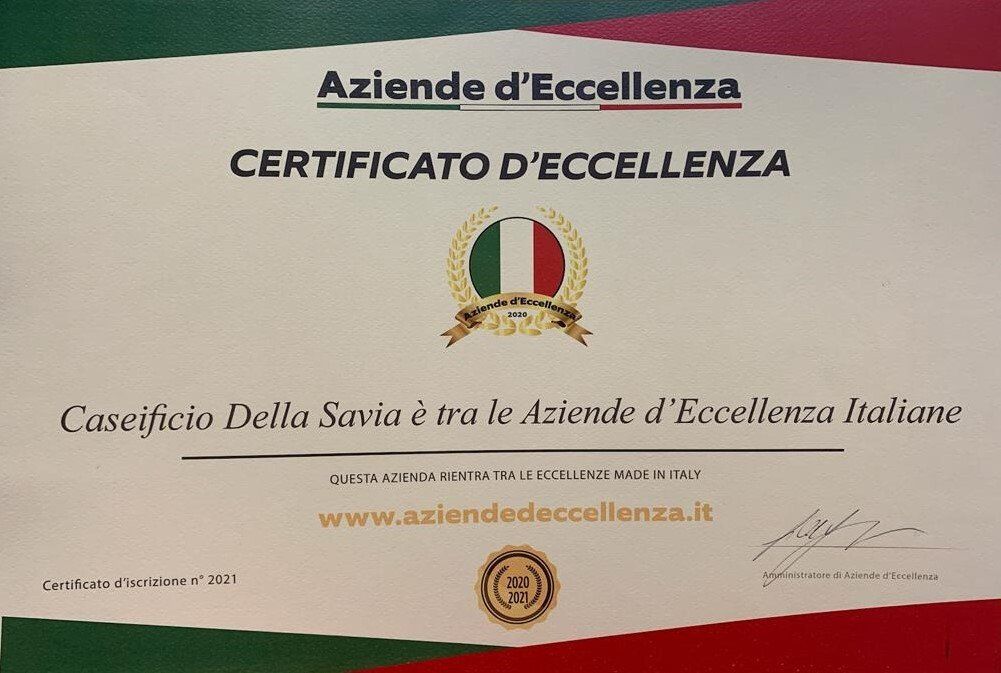 Aziende d'Eccellenza
CERTIFICATO D'ECCELLENZA
Aziende d'Eccellenza
2020
Caseificio Della Savia è tra le Aziende d'Eccellenza Italiane
QUESTA AZIENDA RIENTRA TRA LE ECCELLENZE MADE IN ITALY
www.aziendedeccellenza.it
Certificato d'iscrizione n° 2021
2020
2021
Amministratore di Aziende d'Eccellenza